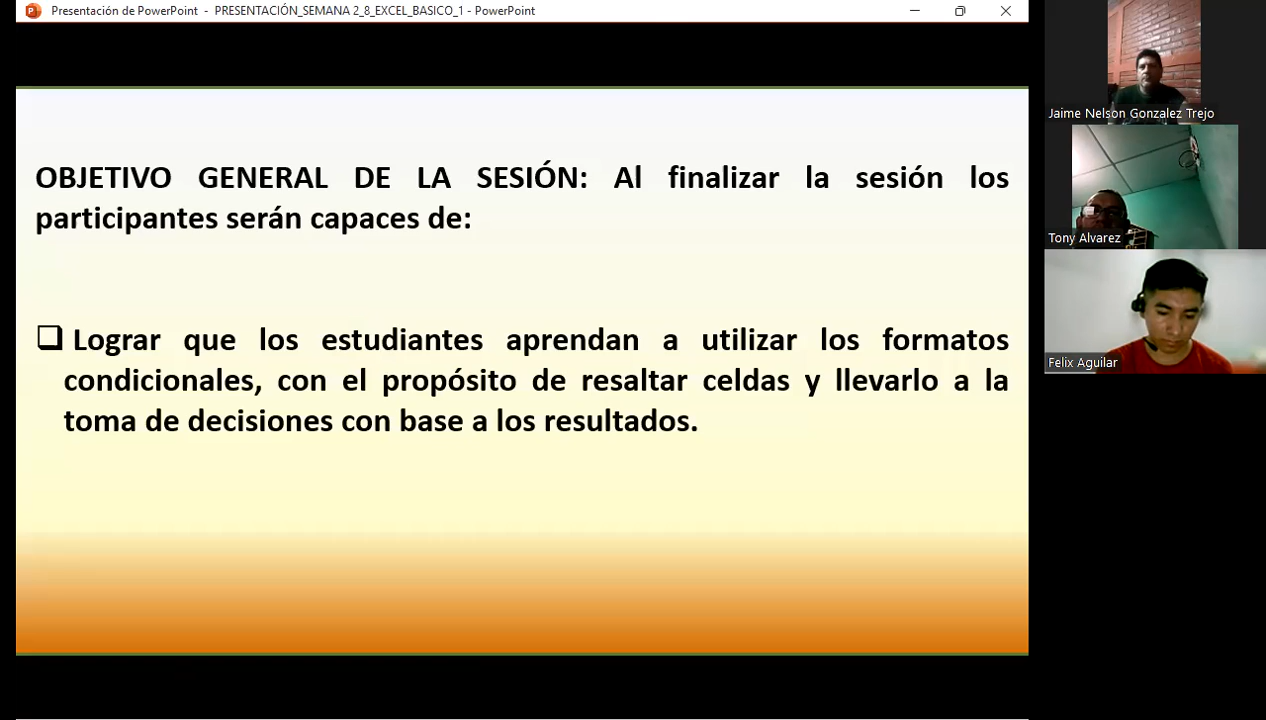 Presentación de PowerPoint - PRESENTACIÓN_SEMANA 2_8_EXCEL_BASICO_1 - PowerPoint
OBJETIVO GENERAL DE LA SESIÓN: Al finalizar la sesión los
participantes serán capaces de:
Lograr que los estudiantes aprendan a utilizar los formatos
condicionales, con el propósito de resaltar celdas y llevarlo a la
toma de decisiones con base a los resultados.
Jaime Nelson Gonzalez Trejo
Tony Alvarez
Felix Aguilar